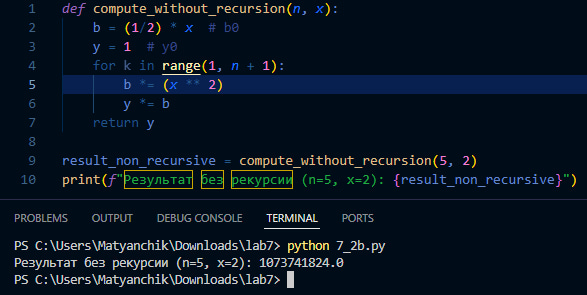 1 def compute_without_recursion(n, x):
2 b = (1/2) * x # b0
3 y = 1 # y0
4 for k in range(1, n + 1):
5 b *= (x ** 2)
6 y *= b
7 return y
8
9 result_non_recursive = compute_without_recursion(5, 2)
10 print(f"Результат без рекурсии (n=5, x=2): {result_non_recursive}")
PROBLEMS OUTPUT DEBUG CONSOLE TERMINAL PORTS
PS C:\Users\Matyanchik\Downloads\lab7> python 7_2b.py
Результат без рекурсии (n=5, x=2): 1073741824.0
PS C:\Users\Matyanchik\Downloads\lab7>